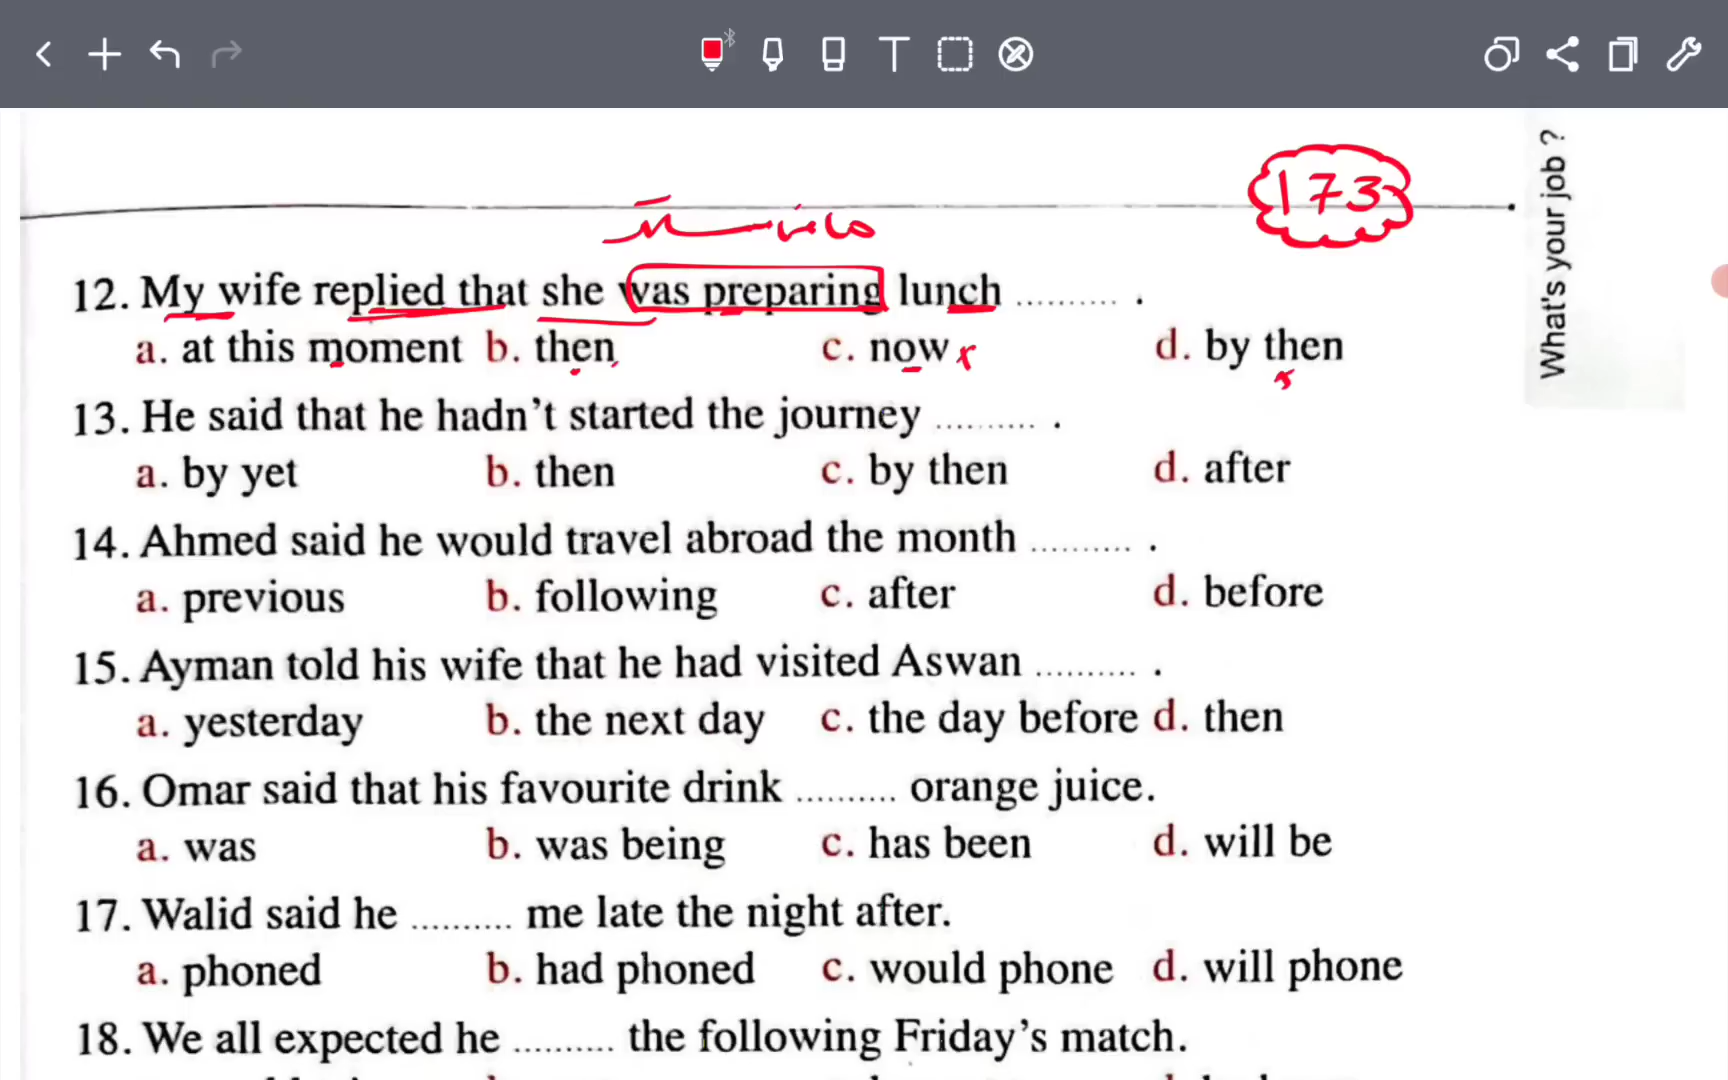 173
What's your job ?
ماضي مستمر
12. My wife replied that she was preparing lunch .......... .
a. at this moment b. then c. now d. by then
13. He said that he hadn't started the journey .......... .
a. by yet b. then c. by then d. after
14. Ahmed said he would travel abroad the month .......... .
a. previous b. following c. after d. before
15. Ayman told his wife that he had visited Aswan .......... .
a. yesterday b. the next day c. the day before d. then
16. Omar said that his favourite drink .......... orange juice.
a. was b. was being c. has been d. will be
17. Walid said he .......... me late the night after.
a. phoned b. had phoned c. would phone d. will phone
18. We all expected he .......... the following Friday's match.